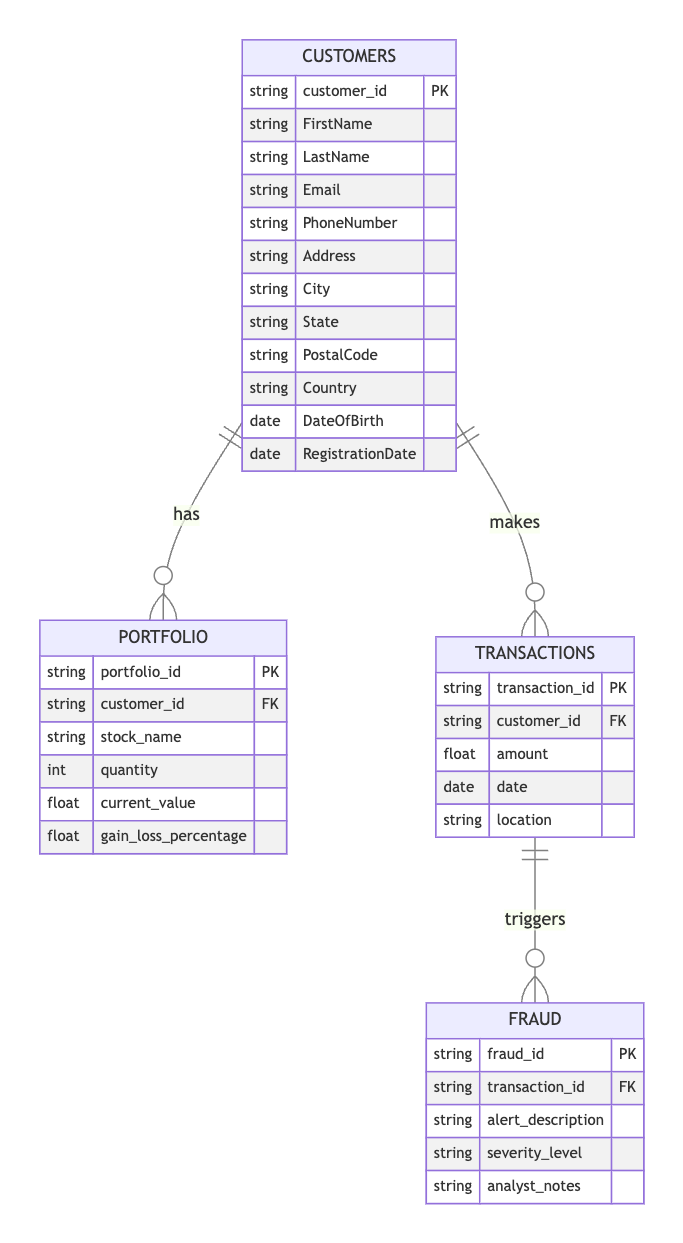 CUSTOMERS
string customer_id PK
string FirstName
string LastName
string Email
string PhoneNumber
string Address
string City
string State
string PostalCode
string Country
date DateOfBirth
date RegistrationDate
has
makes
PORTFOLIO
string portfolio_id PK
string customer_id FK
string stock_name
int quantity
float current_value
float gain_loss_percentage
TRANSACTIONS
string transaction_id PK
string customer_id FK
float amount
date date
string location
triggers
FRAUD
string fraud_id PK
string transaction_id FK
string alert_description
string severity_level
string analyst_notes